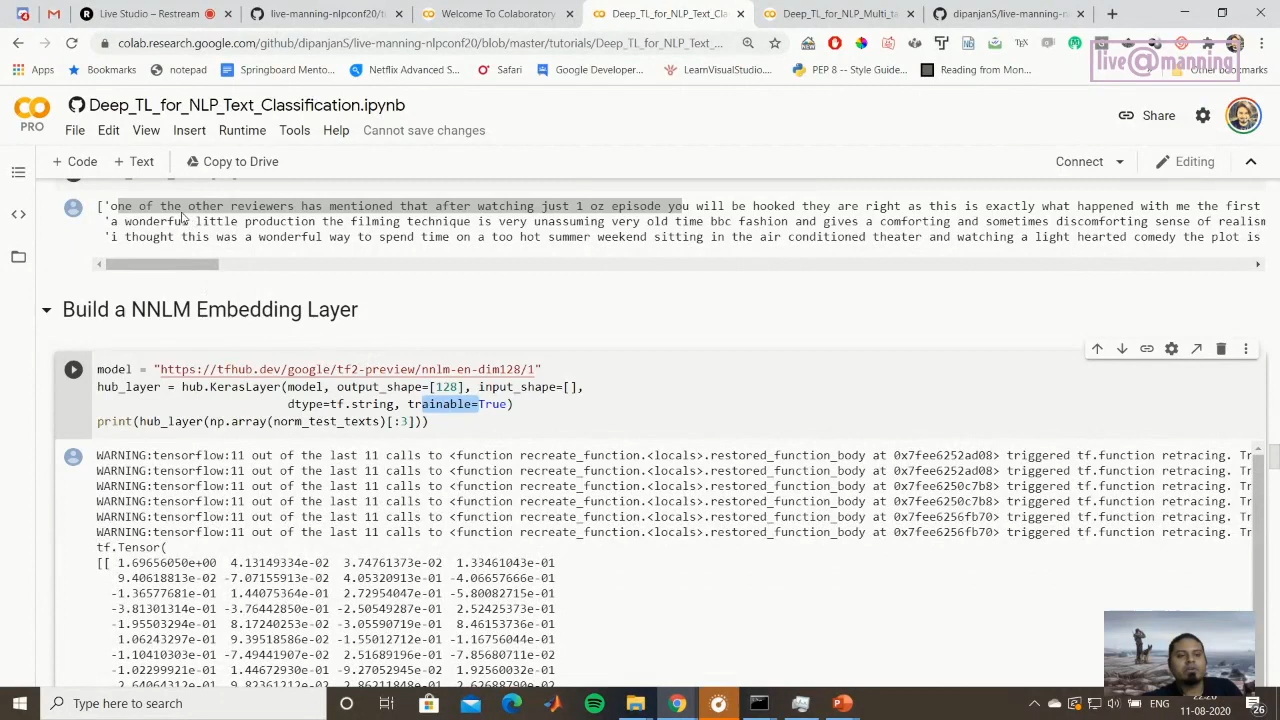 Live Studio - Restream
live-manning-nlpconf20/t
Welcome To Colaboratory
Deep_TL_for_NLP_Text_Classifica
Deep_TL_for_NLP_Multi_ta
dipanjanS/live-manning-n
colab.research.google.com/github/dipanjanS/live-manning-nlpconf20/blob/master/tutorials/Deep_TL_for_NLP_Text_...
Apps
Bookmarks
notepad
Springboard Mento...
Netflix Advanced S...
Safari
Google Developer...
LearnVisualStudio...
PEP 8 -- Style Guide...
Reading from Mon...
Other bookmarks
live@manning
Deep_TL_for_NLP_Text_Classification.ipynb
PRO
File Edit View Insert Runtime Tools Help Cannot save changes
Share
+ Code + Text Copy to Drive
Connect
Editing
['one of the other reviewers has mentioned that after watching just 1 oz episode you will be hooked they are right as this is exactly what happened with me the first
'a wonderful little production the filming technique is very unassuming very old time bbc fashion and gives a comforting and sometimes discomforting sense of realism
'i thought this was a wonderful way to spend time on a too hot summer weekend sitting in the air conditioned theater and watching a light hearted comedy the plot is
Build a NNLM Embedding Layer
model = "https://tfhub.dev/google/tf2-preview/nnlm-en-dim128/1"
hub_layer = hub.KerasLayer(model, output_shape=[128], input_shape=[],
dtype=tf.string, trainable=True)
print(hub_layer(np.array(norm_test_texts)[:3]))
WARNING:tensorflow:11 out of the last 11 calls to <function recreate_function.<locals>.restored_function_body at 0x7fee6252ad08> triggered tf.function retracing. Tr
WARNING:tensorflow:11 out of the last 11 calls to <function recreate_function.<locals>.restored_function_body at 0x7fee6250c7b8> triggered tf.function retracing. Tr
WARNING:tensorflow:11 out of the last 11 calls to <function recreate_function.<locals>.restored_function_body at 0x7fee6250c7b8> triggered tf.function retracing. Tr
WARNING:tensorflow:11 out of the last 11 calls to <function recreate_function.<locals>.restored_function_body at 0x7fee6250c7b8> triggered tf.function retracing. Tr
WARNING:tensorflow:11 out of the last 11 calls to <function recreate_function.<locals>.restored_function_body at 0x7fee6256fb70> triggered tf.function retracing. Tr
WARNING:tensorflow:11 out of the last 11 calls to <function recreate_function.<locals>.restored_function_body at 0x7fee6256fb70> triggered tf.function retracing. Tr
tf.Tensor(
[[ 1.69656050e+00 4.13149334e-02 3.74761373e-02 1.33461043e-01
9.40618813e-02 -7.07155913e-02 4.05320913e-01 -4.06657666e-01
-1.36577681e-01 1.44075364e-01 2.72954047e-01 -5.80082715e-01
-3.81301314e-02 -3.76442850e-01 -2.50549287e-01 2.52425373e-01
-1.95503294e-01 8.17240253e-02 -3.05590719e-01 8.46153736e-01
1.06243297e-01 9.39518586e-02 -1.55012712e-01 -1.16756044e-01
-1.10410303e-01 -7.49441907e-02 2.51689196e-01 -7.85680711e-02
-1.02299921e-01 1.44672930e-01 -9.27052945e-02 1.92560032e-01
Type here to search
ENG
11-08-2020
26